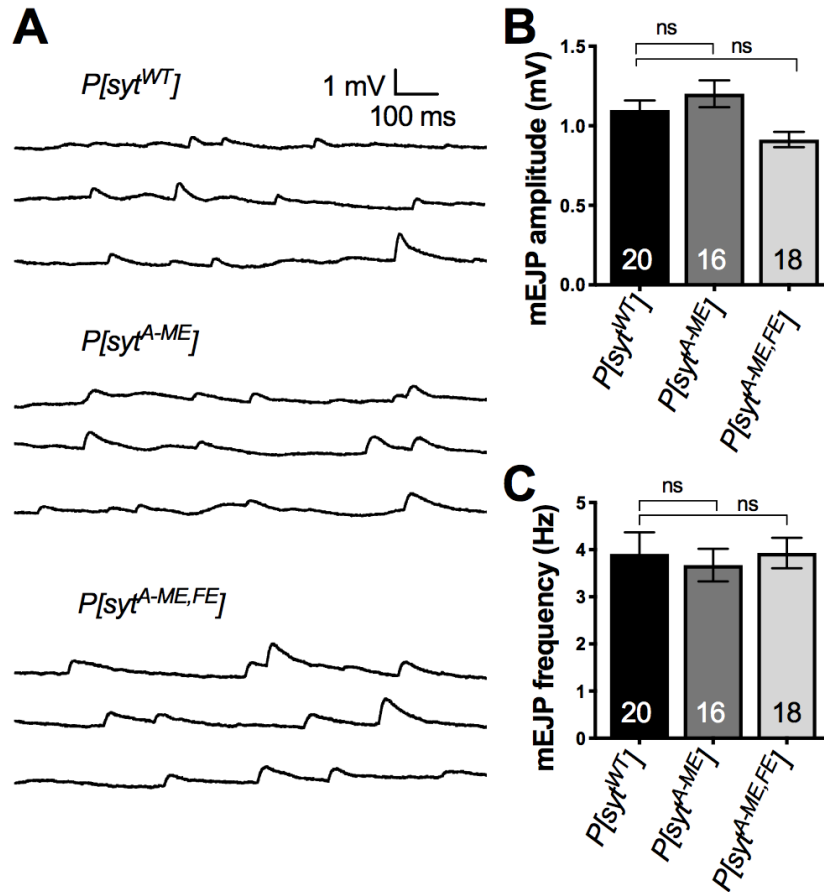 A
P[syt^WT]
1 mV
100 ms
P[syt^A-ME]
P[syt^A-ME,FE]
B
ns
ns
mEJP amplitude (mV)
1.5
1.0
0.5
0.0
20
16
18
P[syt^WT]
P[syt^A-ME]
P[syt^A-ME,FE]
C
ns
ns
mEJP frequency (Hz)
5
4
3
2
1
0
20
16
18
P[syt^WT]
P[syt^A-ME]
P[syt^A-ME,FE]